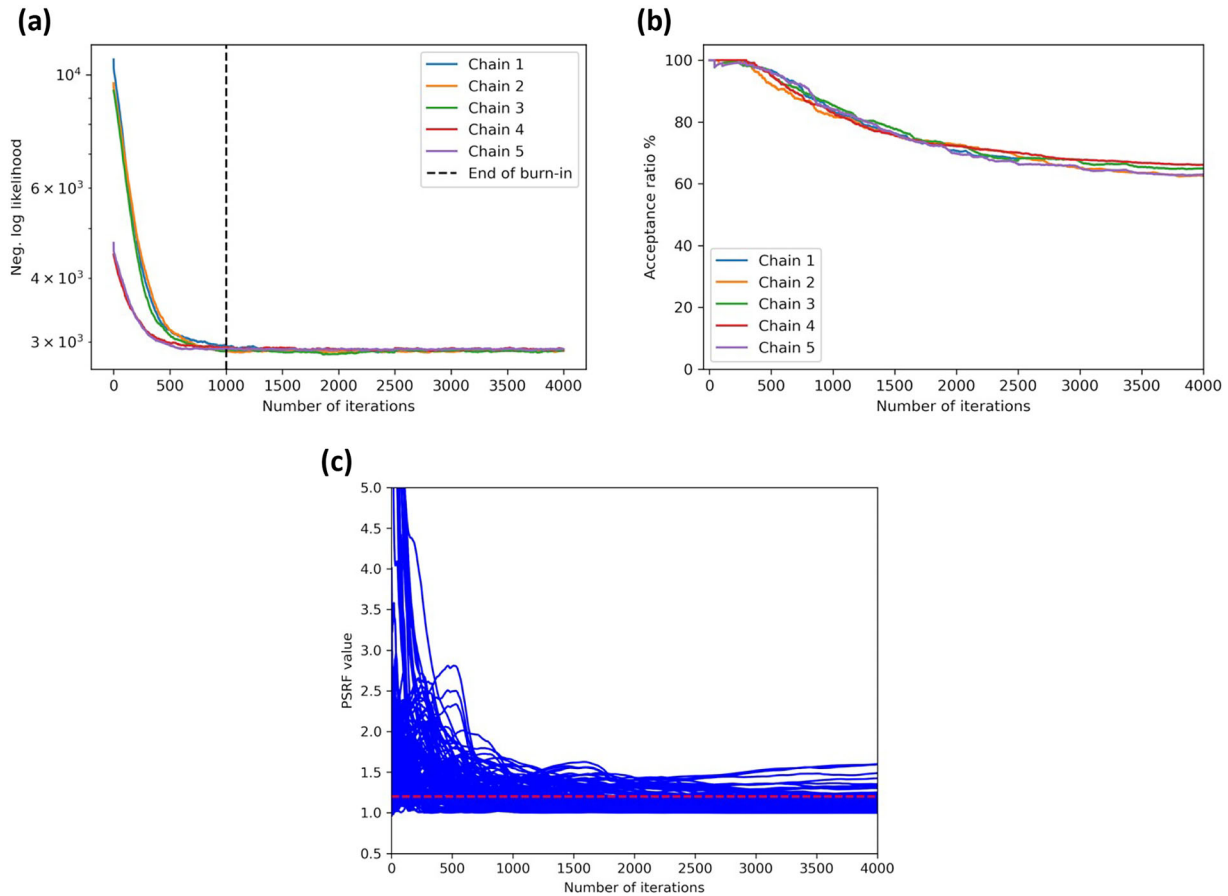 (a)
Neg. log likelihood
10⁴
6 × 10³
4 × 10³
3 × 10³
0 500 1000 1500 2000 2500 3000 3500 4000
Number of iterations
Chain 1
Chain 2
Chain 3
Chain 4
Chain 5
End of burn-in
(b)
Acceptance ratio %
100
80
60
40
20
0
Chain 1
Chain 2
Chain 3
Chain 4
Chain 5
0 500 1000 1500 2000 2500 3000 3500 4000
Number of iterations
(c)
PSRF value
5.0
4.5
4.0
3.5
3.0
2.5
2.0
1.5
1.0
0.5
0 500 1000 1500 2000 2500 3000 3500 4000
Number of iterations